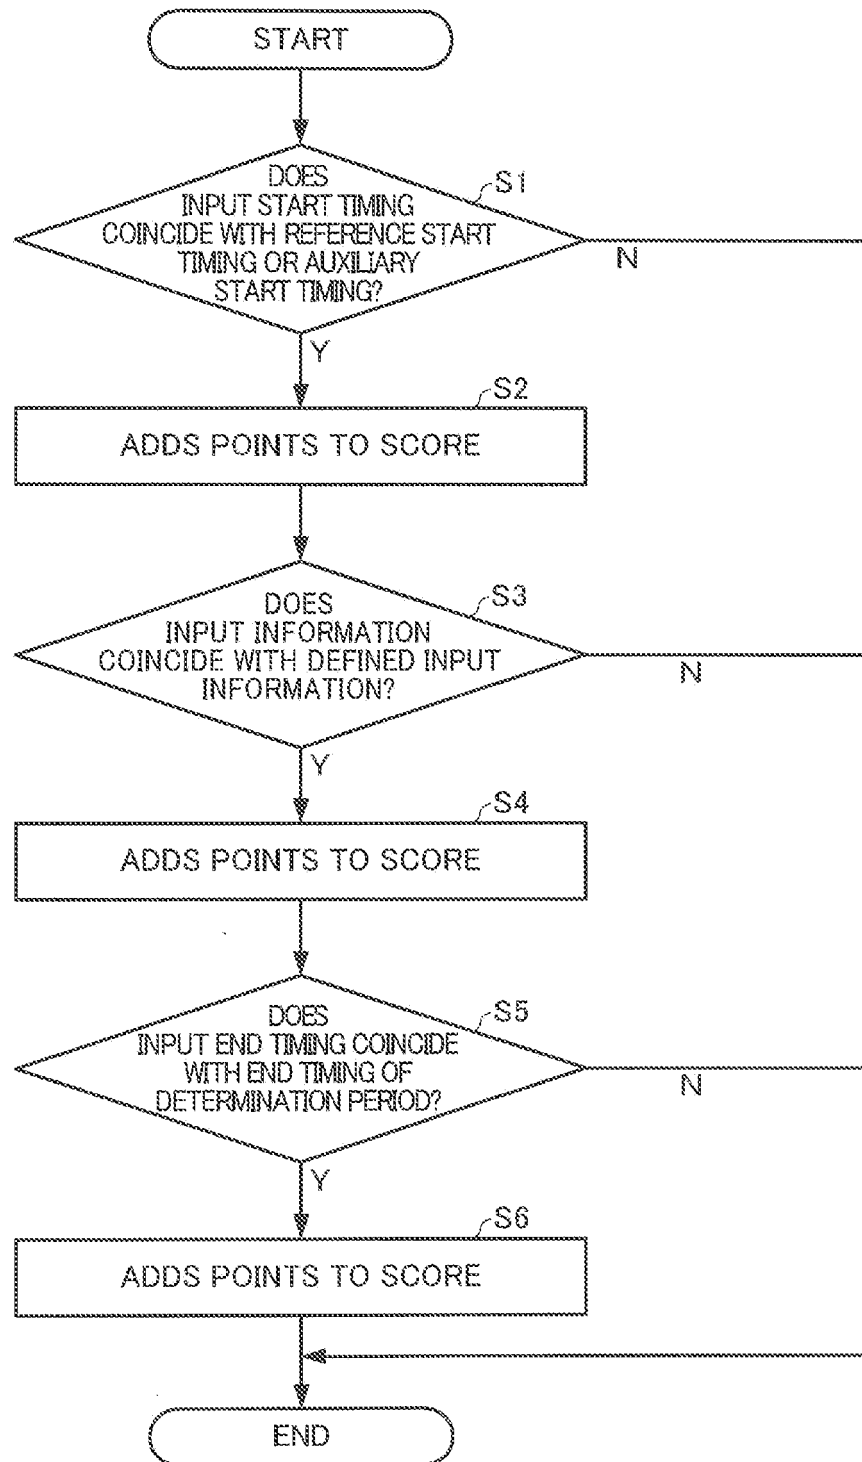 START
S1
DOES
INPUT START TIMING
COINCIDE WITH REFERENCE START
TIMING OR AUXILIARY
START TIMING?
N
Y
S2
ADDS POINTS TO SCORE
S3
DOES
INPUT INFORMATION
COINCIDE WITH DEFINED INPUT
INFORMATION?
N
Y
S4
ADDS POINTS TO SCORE
S5
DOES
INPUT END TIMING COINCIDE
WITH END TIMING OF
DETERMINATION PERIOD?
N
Y
S6
ADDS POINTS TO SCORE
END